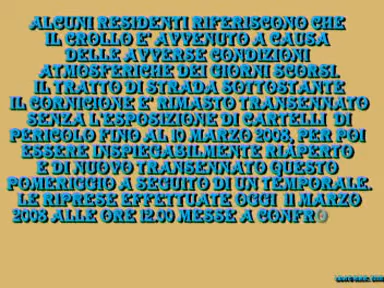 ALCUNI RESIDENTI RIFERISCONO CHE
IL CROLLO E' AVVENUTO A CAUSA
DELLE AVVERSE CONDIZIONI
ATMOSFERICHE DEI GIORNI SCORSI.
IL TRATTO DI STRADA SOTTOSTANTE
IL CORNICIONE E' RIMASTO TRANSENNATO
SENZA L'ESPOSIZIONE DI CARTELLI DI
PERICOLO FINO AL 10 MARZO 2008, PER POI
ESSERE INSPIEGABILMENTE RIAPERTO
E DI NUOVO TRANSENNATO QUESTO
POMERIGGIO A SEGUITO DI UN TEMPORALE.
LE RIPRESE EFFETTUATE OGGI 11 MARZO
2008 ALLE ORE 12.00 MESSE A CONFRO